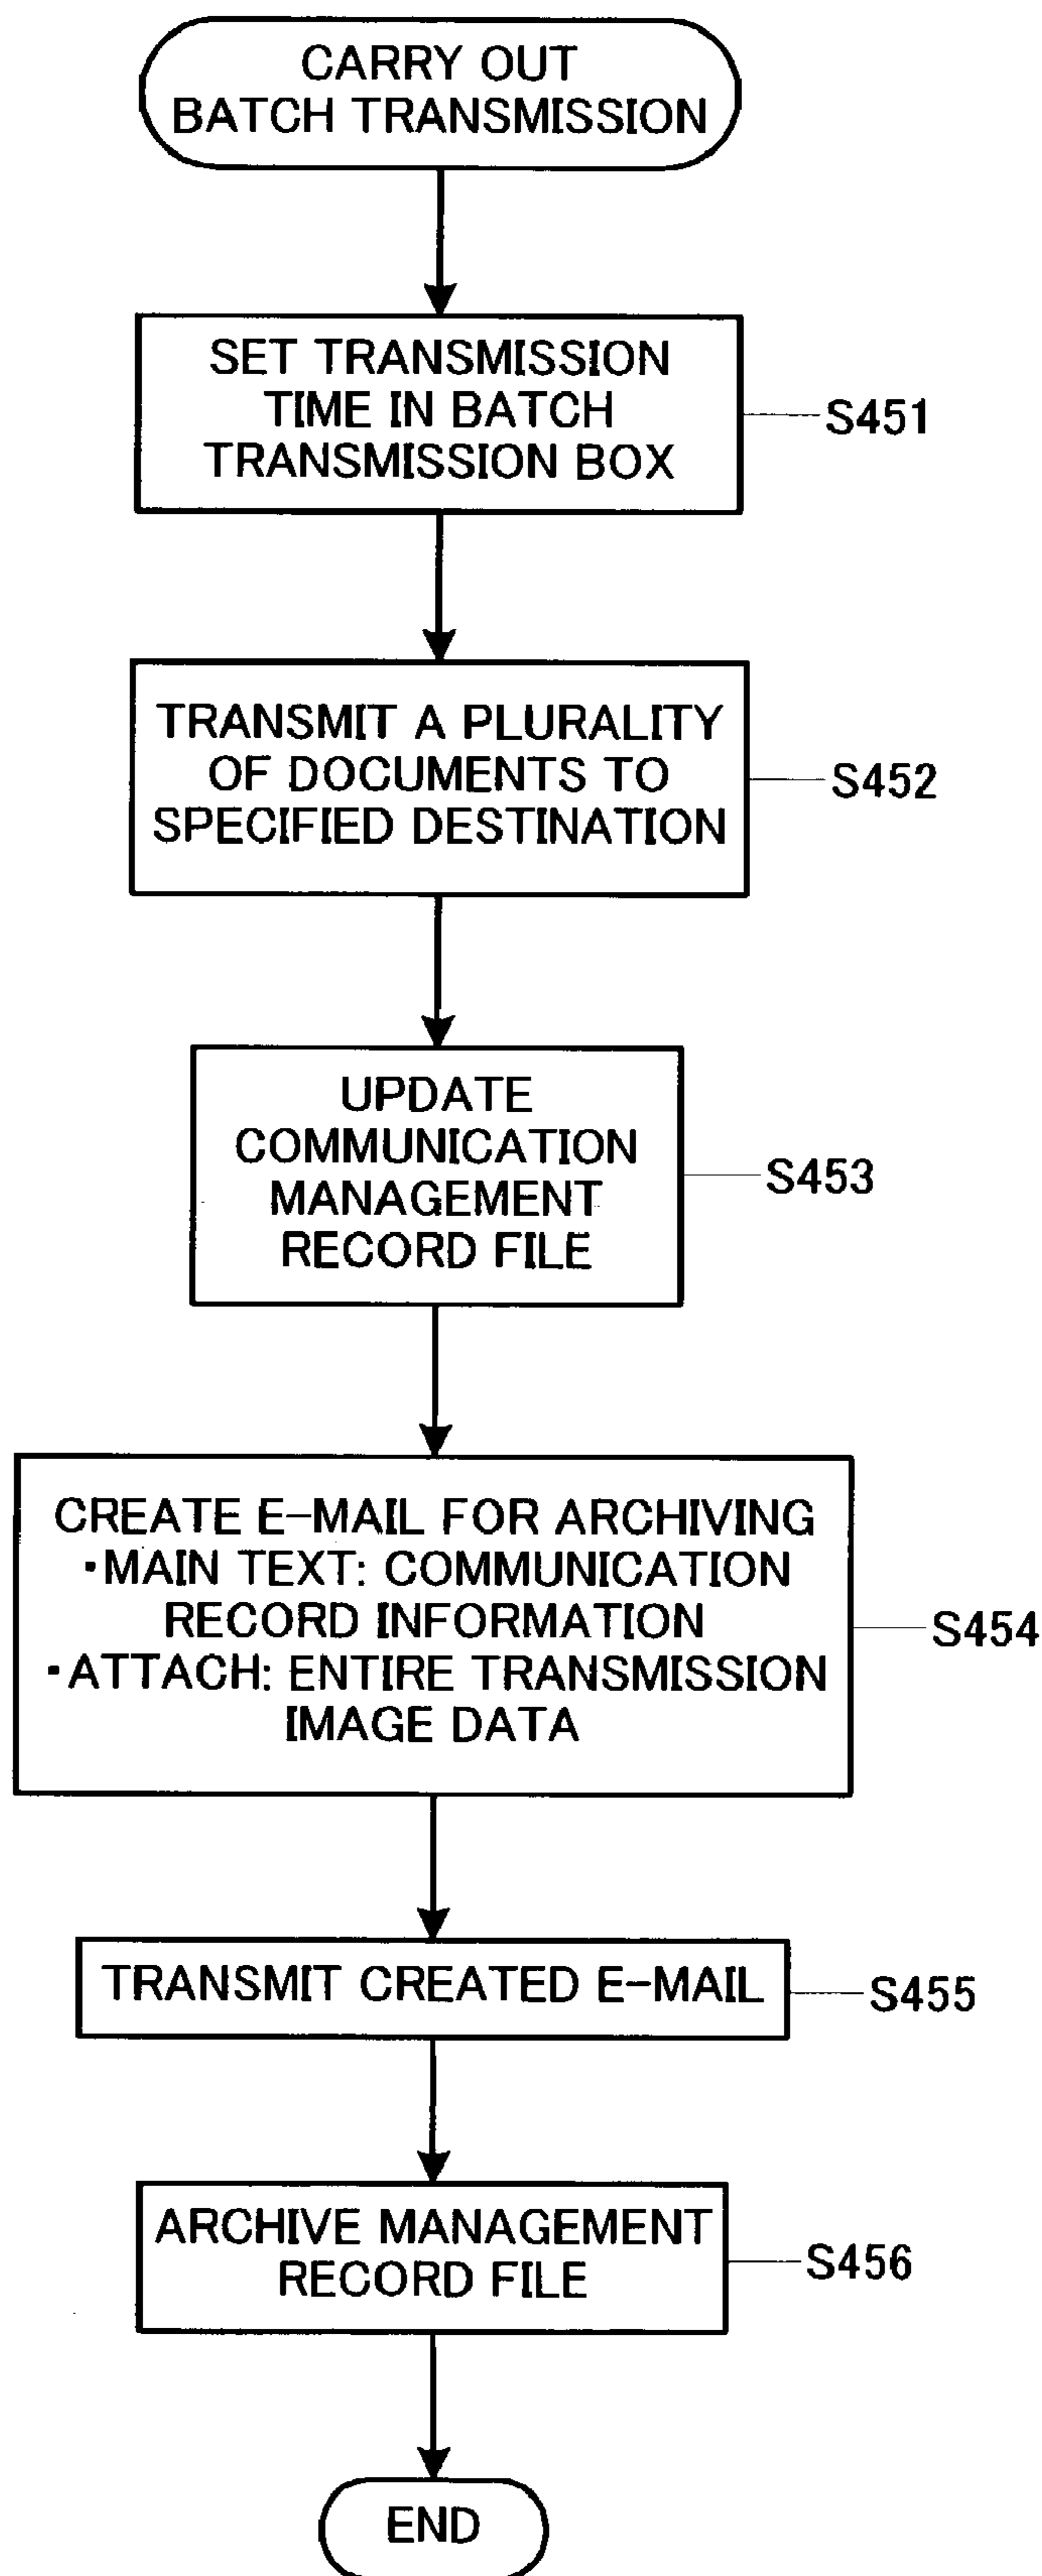 CARRY OUT
BATCH TRANSMISSION
SET TRANSMISSION
TIME IN BATCH
TRANSMISSION BOX
S451
TRANSMIT A PLURALITY
OF DOCUMENTS TO
SPECIFIED DESTINATION
S452
UPDATE
COMMUNICATION
MANAGEMENT
RECORD FILE
S453
CREATE E-MAIL FOR ARCHIVING
・MAIN TEXT: COMMUNICATION
RECORD INFORMATION
・ATTACH: ENTIRE TRANSMISSION
IMAGE DATA
S454
TRANSMIT CREATED E-MAIL
S455
ARCHIVE MANAGEMENT
RECORD FILE
S456
END